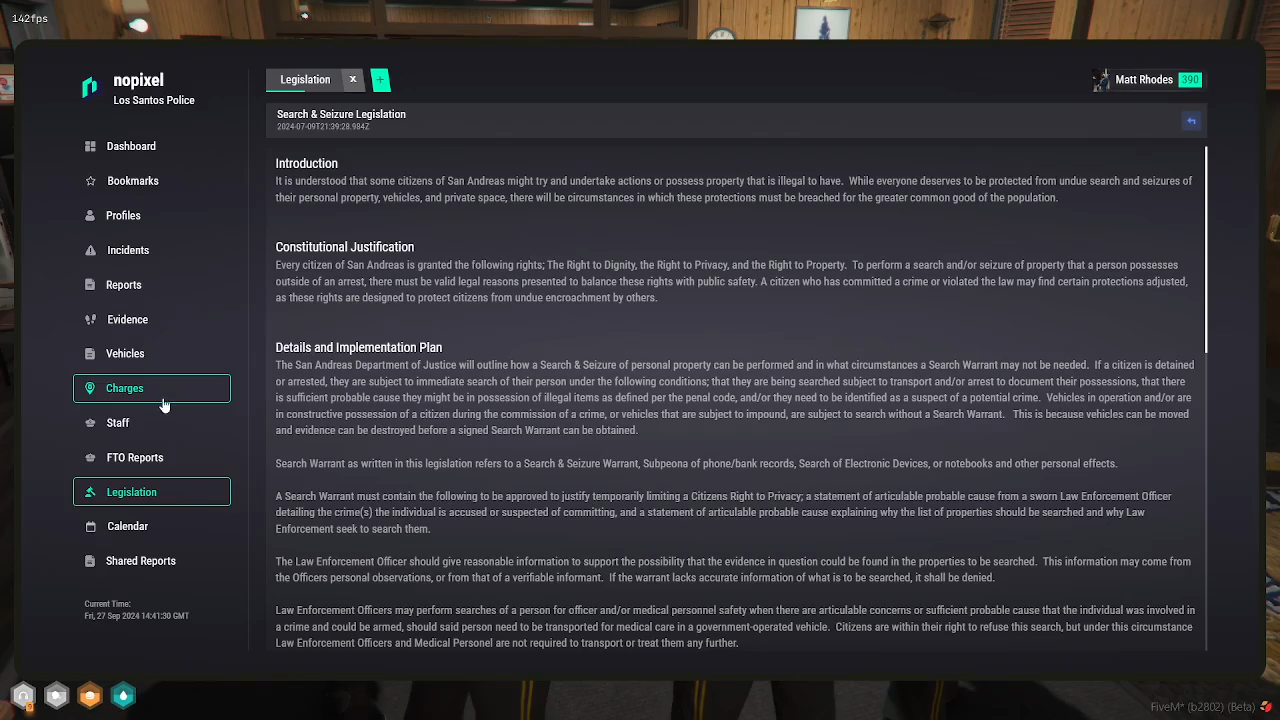 142fps
nopixel
Los Santos Police
Dashboard
Bookmarks
Profiles
Incidents
Reports
Evidence
Vehicles
Charges
Staff
FTO Reports
Legislation
Calendar
Shared Reports
Current Time:
Fri, 27 Sep 2024 14:41:30 GMT
Legislation x +
Matt Rhodes 390
Search & Seizure Legislation
2024-07-09T21:39:28.984Z
Introduction
It is understood that some citizens of San Andreas might try and undertake actions or possess property that is illegal to have. While everyone deserves to be protected from undue search and seizures of
their personal property, vehicles, and private space, there will be circumstances in which these protections must be breached for the greater common good of the population.
Constitutional Justification
Every citizen of San Andreas is granted the following rights; The Right to Dignity, the Right to Privacy, and the Right to Property. To perform a search and/or seizure of property that a person possesses
outside of an arrest, there must be valid legal reasons presented to balance these rights with public safety. A citizen who has committed a crime or violated the law may find certain protections adjusted,
as these rights are designed to protect citizens from undue encroachment by others.
Details and Implementation Plan
The San Andreas Department of Justice will outline how a Search & Seizure of personal property can be performed and in what circumstances a Search Warrant may not be needed. If a citizen is detained
or arrested, they are subject to immediate search of their person under the following conditions; that they are being searched subject to transport and/or arrest to document their possessions, that there
is sufficient probable cause they might be in possession of illegal items as defined per the penal code, and/or they need to be identified as a suspect of a potential crime. Vehicles in operation and/or are
in constructive possession of a citizen during the commission of a crime, or vehicles that are subject to impound, are subject to search without a Search Warrant. This is because vehicles can be moved
and evidence can be destroyed before a signed Search Warrant can be obtained.
Search Warrant as written in this legislation refers to a Search & Seizure Warrant, Subpeona of phone/bank records, Search of Electronic Devices, or notebooks and other personal effects.
A Search Warrant must contain the following to be approved to justify temporarily limiting a Citizens Right to Privacy; a statement of articulable probable cause from a sworn Law Enforcement Officer
detailing the crime(s) the individual is accused or suspected of committing, and a statement of articulable probable cause explaining why the list of properties should be searched and why Law
Enforcement seek to search them.
The Law Enforcement Officer should give reasonable information to support the possibility that the evidence in question could be found in the properties to be searched. This information may come from
the Officers personal observations, or from that of a verifiable informant. If the warrant lacks accurate information of what is to be searched, it shall be denied.
Law Enforcement Officers may perform searches of a person for officer and/or medical personnel safety when there are articulable concerns or sufficient probable cause that the individual was involved in
a crime and could be armed, should said person need to be transported for medical care in a government-operated vehicle. Citizens are within their right to refuse this search, but under this circumstance
Law Enforcement Officers and Medical Personel are not required to transport or treat them any further.
FiveM* (b2802) (Beta)